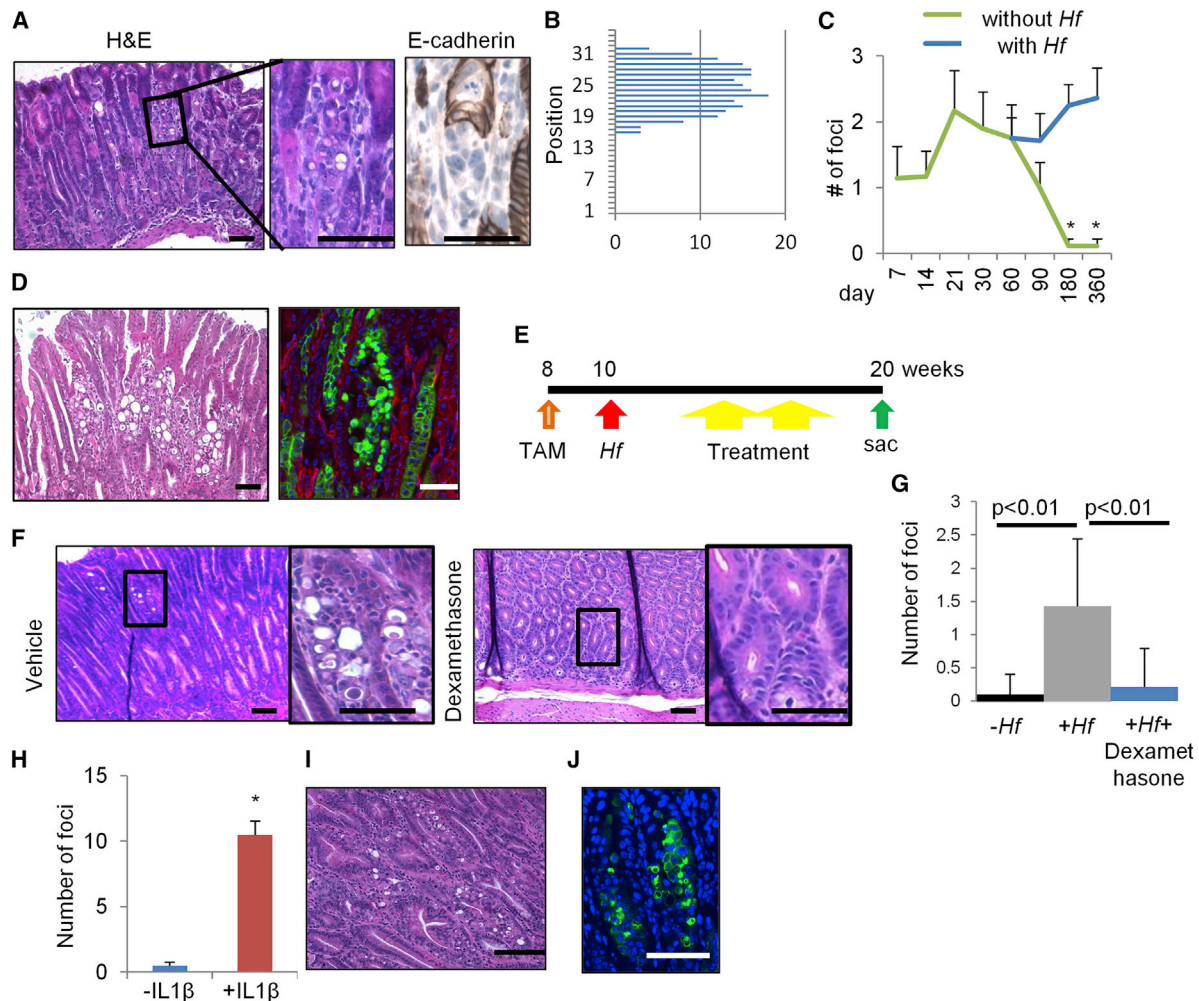 A
H&E
E-cadherin
B
Position
31
25
19
13
7
1
0
10
20
C
without Hf
with Hf
# of foci
3
2
1
0
*
*
day
7
14
21
30
60
90
180
360
D
E
8
10
20 weeks
TAM
Hf
Treatment
sac
F
Vehicle
Dexamethasone
G
Number of foci
3
2.5
2
1.5
1
0.5
0
p<0.01
p<0.01
-Hf
+Hf
+Hf+
Dexamet
hasone
H
Number of foci
15
10
5
0
*
-IL1β
+IL1β
I
J